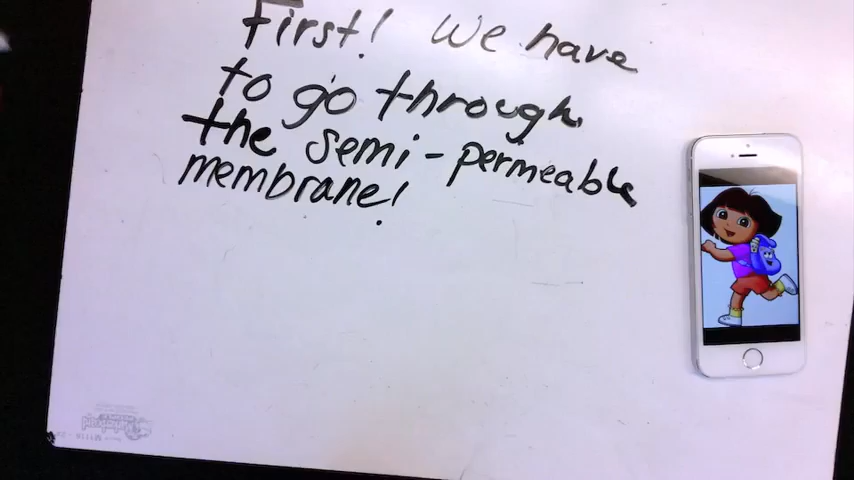 First! We have
to go through
the semi-permeable
membrane!